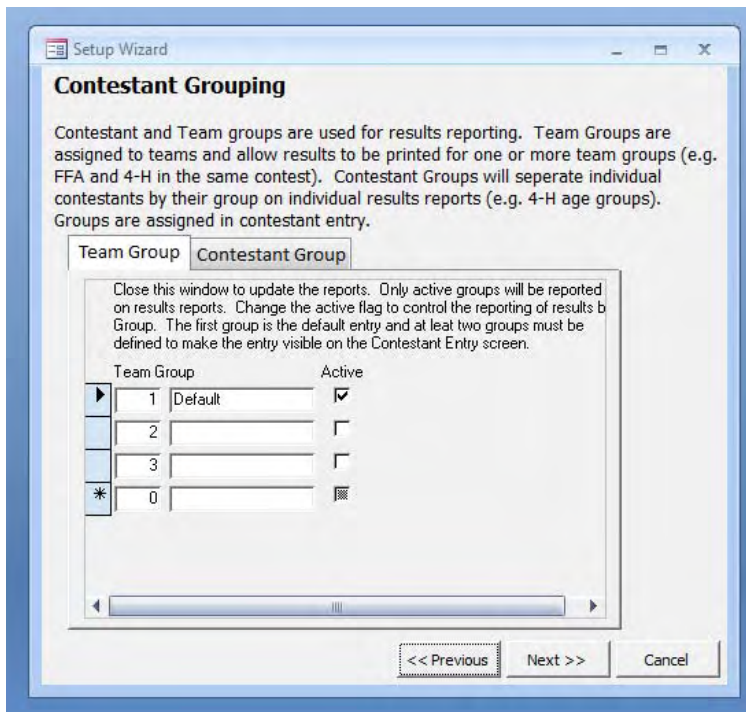 Setup Wizard
Contestant Grouping
Contestant and Team groups are used for results reporting. Team Groups are
assigned to teams and allow results to be printed for one or more team groups (e.g.
FFA and 4-H in the same contest). Contestant Groups will seperate individual
contestants by their group on individual results reports (e.g. 4-H age groups).
Groups are assigned in contestant entry.
Team Group Contestant Group
Close this window to update the reports. Only active groups will be reported
on results reports. Change the active flag to control the reporting of results b
Group. The first group is the default entry and at leat two groups must be
defined to make the entry visible on the Contestant Entry screen.
Team Group Active
1 Default
2
3
* 0
<< Previous Next >> Cancel